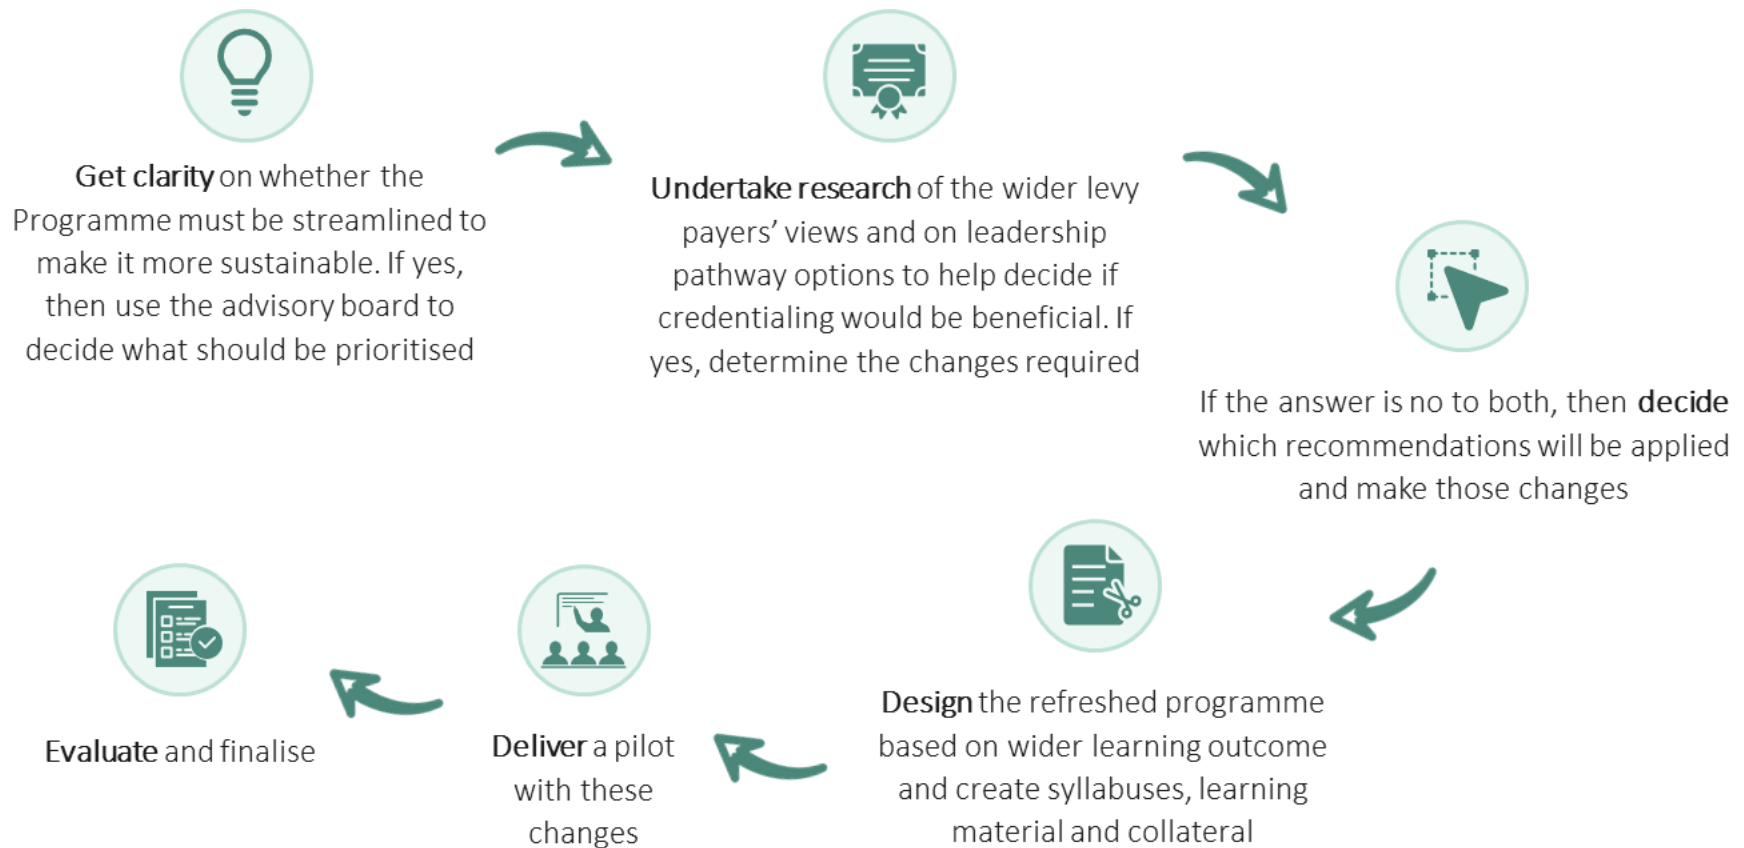 Get clarity on whether the
Programme must be streamlined to
make it more sustainable. If yes,
then use the advisory board to
decide what should be prioritised
Undertake research of the wider levy
payers’ views and on leadership
pathway options to help decide if
credentialing would be beneficial. If
yes, determine the changes required
If the answer is no to both, then decide
which recommendations will be applied
and make those changes
Design the refreshed programme
based on wider learning outcome
and create syllabuses, learning
material and collateral
Deliver a pilot
with these
changes
Evaluate and finalise